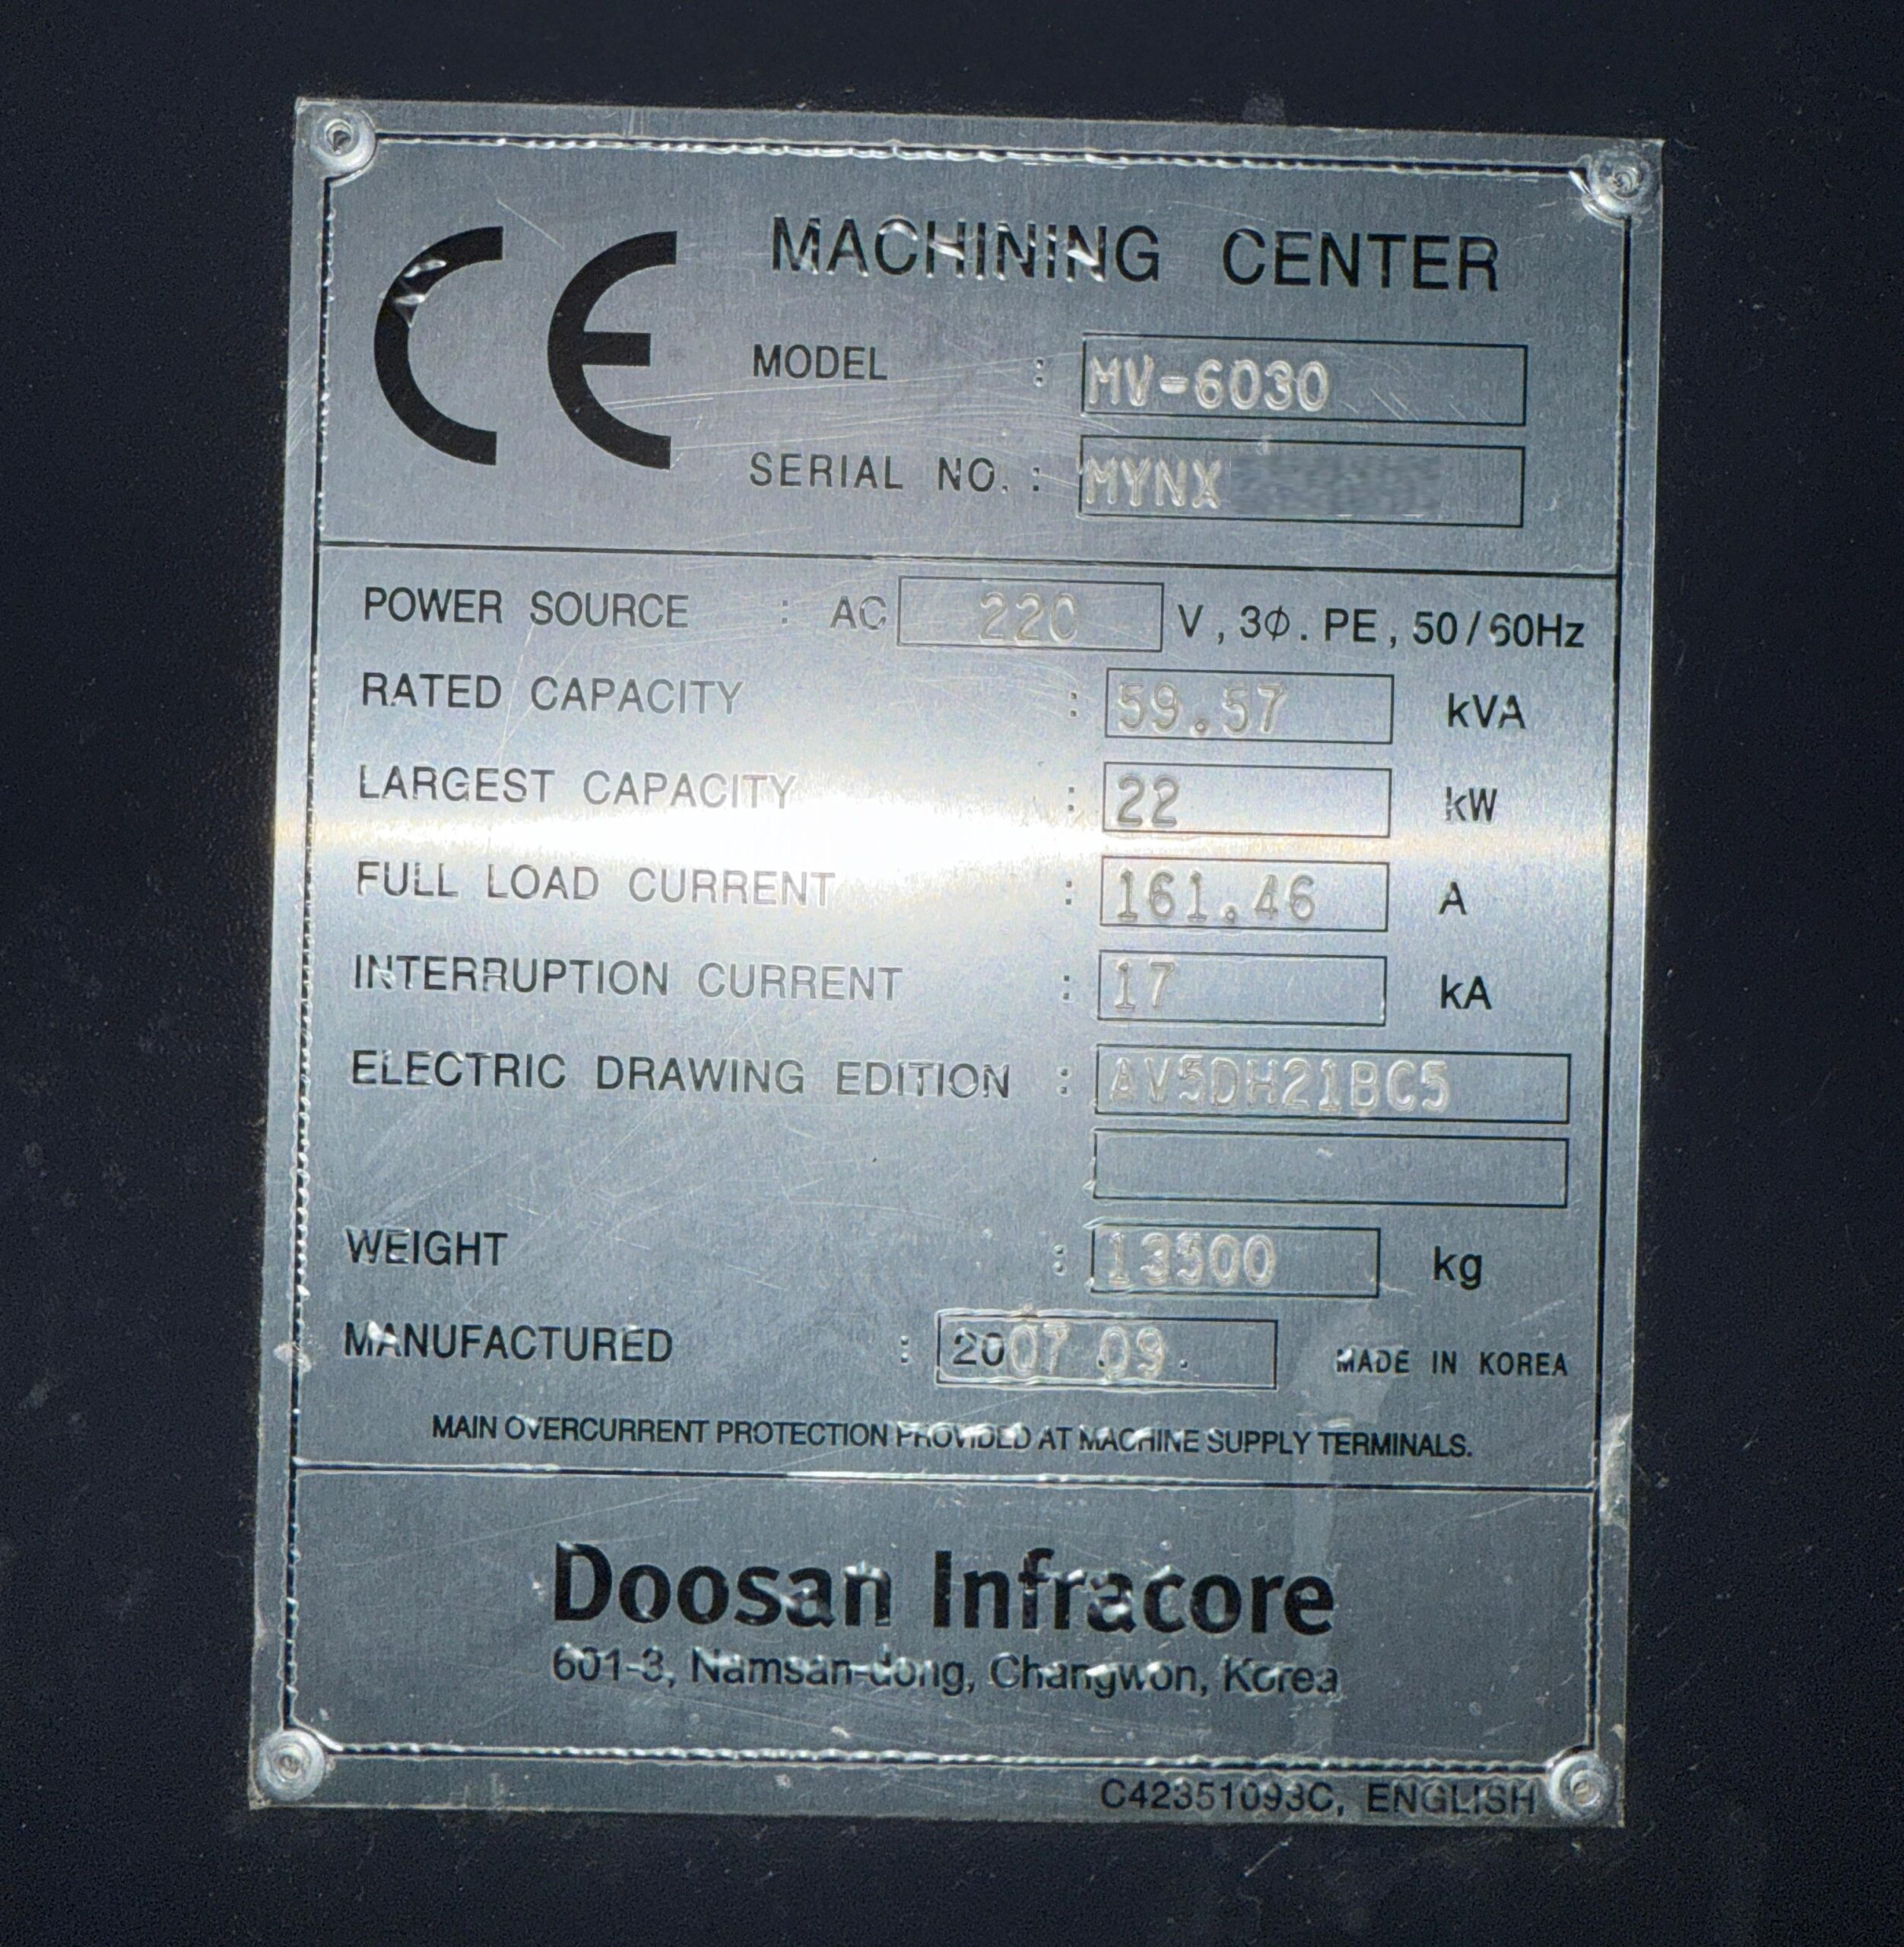 CE
MACHINING CENTER
MODEL : MV-6030
SERIAL NO. : MYNX
POWER SOURCE : AC 220 V, 3Φ. PE, 50/60Hz
RATED CAPACITY : 59.57 kVA
LARGEST CAPACITY : 22 kW
FULL LOAD CURRENT : 161.46 A
INTERRUPTION CURRENT : 17 kA
ELECTRIC DRAWING EDITION : AV5DH21BC5
WEIGHT : 13500 kg
MANUFACTURED : 2007.09. MADE IN KOREA
MAIN OVERCURRENT PROTECTION PROVIDED AT MACHINE SUPPLY TERMINALS.
Doosan Infracore
601-3, Namsan-dong, Changwon, Korea
C42351093C, ENGLISH